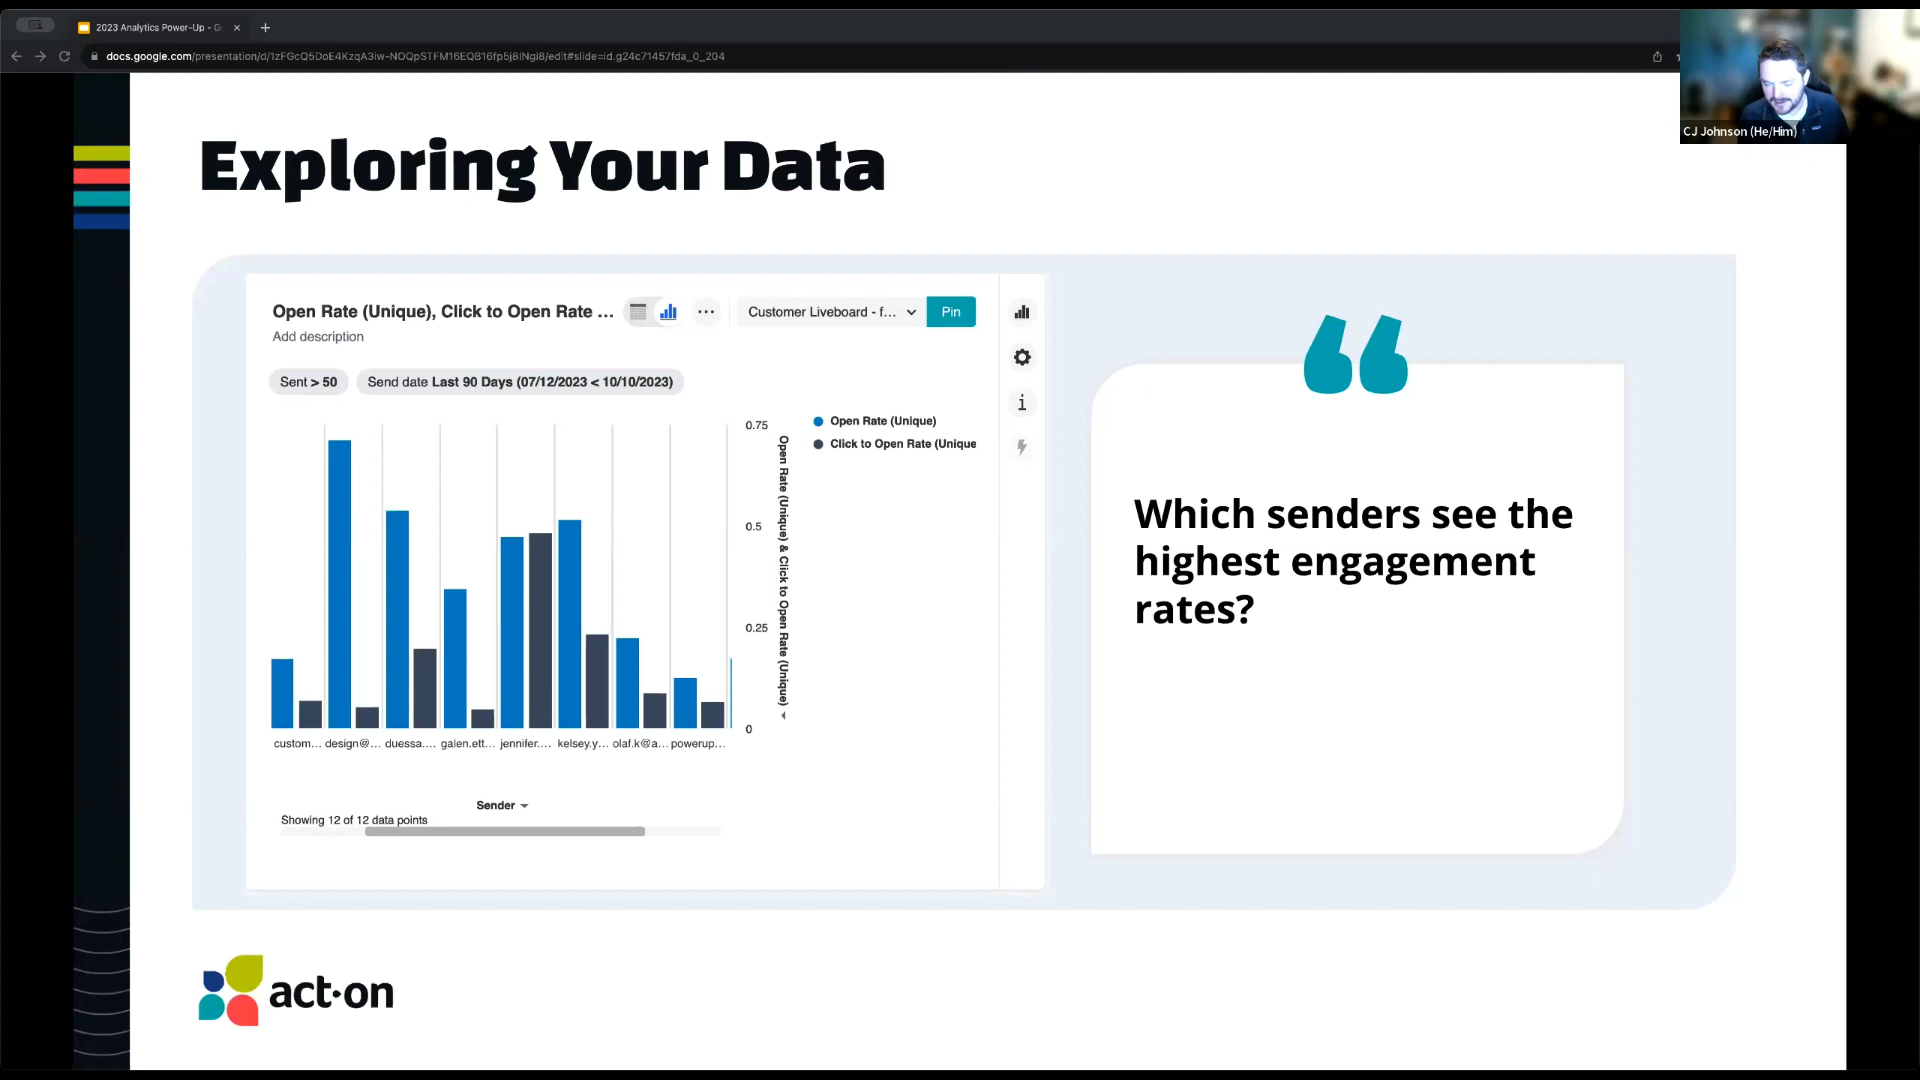 2023 Analytics Power-Up - G
docs.google.com/presentation/d/1zFGcQ5DoE4KzqA3iw-NOQpSTFM16EQB16fp5j8INgi8/edit#slide=id.g24c71457fda_0_204
CJ Johnson (He/Him)
Exploring Your Data
Open Rate (Unique), Click to Open Rate ...
Customer Liveboard - f...
Pin
Add description
Sent > 50
Send date Last 90 Days (07/12/2023 < 10/10/2023)
0.75
0.5
0.25
0
Open Rate (Unique) & Click to Open Rate (Unique)
Open Rate (Unique)
Click to Open Rate (Unique
custom... design@... duessa.... galen.ett... jennifer.... kelsey.y... olaf.k@a... powerup...
Sender
Showing 12 of 12 data points
Which senders see the
highest engagement
rates?
act-on